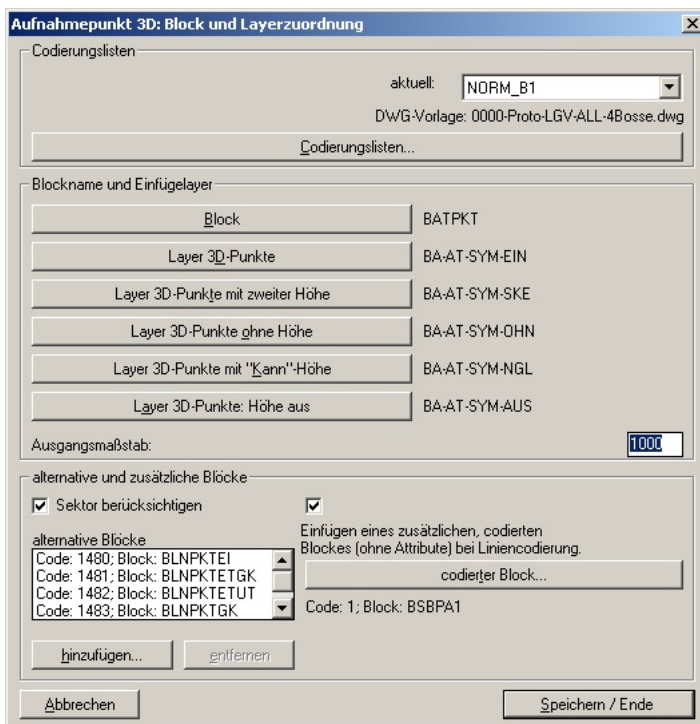 Aufnahmepunkt 3D: Block und Layerzuordnung
Codierungslisten
aktuell: NORM_B1
DWG-Vorlage: 0000-Proto-LGV-ALL-4Bosse.dwg
Codierungslisten...
Blockname und Einfügelayer
Block BATPKT
Layer 3D-Punkte BA-AT-SYM-EIN
Layer 3D-Punkte mit zweiter Höhe BA-AT-SYM-SKE
Layer 3D-Punkte ohne Höhe BA-AT-SYM-OHN
Layer 3D-Punkte mit "Kann"-Höhe BA-AT-SYM-NGL
Layer 3D-Punkte: Höhe aus BA-AT-SYM-AUS
Ausgangsmaßstab: 1000
alternative und zusätzliche Blöcke
Sektor berücksichtigen
alternative Blöcke
Code: 1480; Block: BLNPKTEI
Code: 1481; Block: BLNPKTETGK
Code: 1482; Block: BLNPKTETUT
Code: 1483; Block: BLNPKTGK
hinzufügen... entfernen
Einfügen eines zusätzlichen, codierten
Blockes (ohne Attribute) bei Liniencodierung.
codierter Block...
Code: 1; Block: BSBPA1
Abbrechen Speichern / Ende